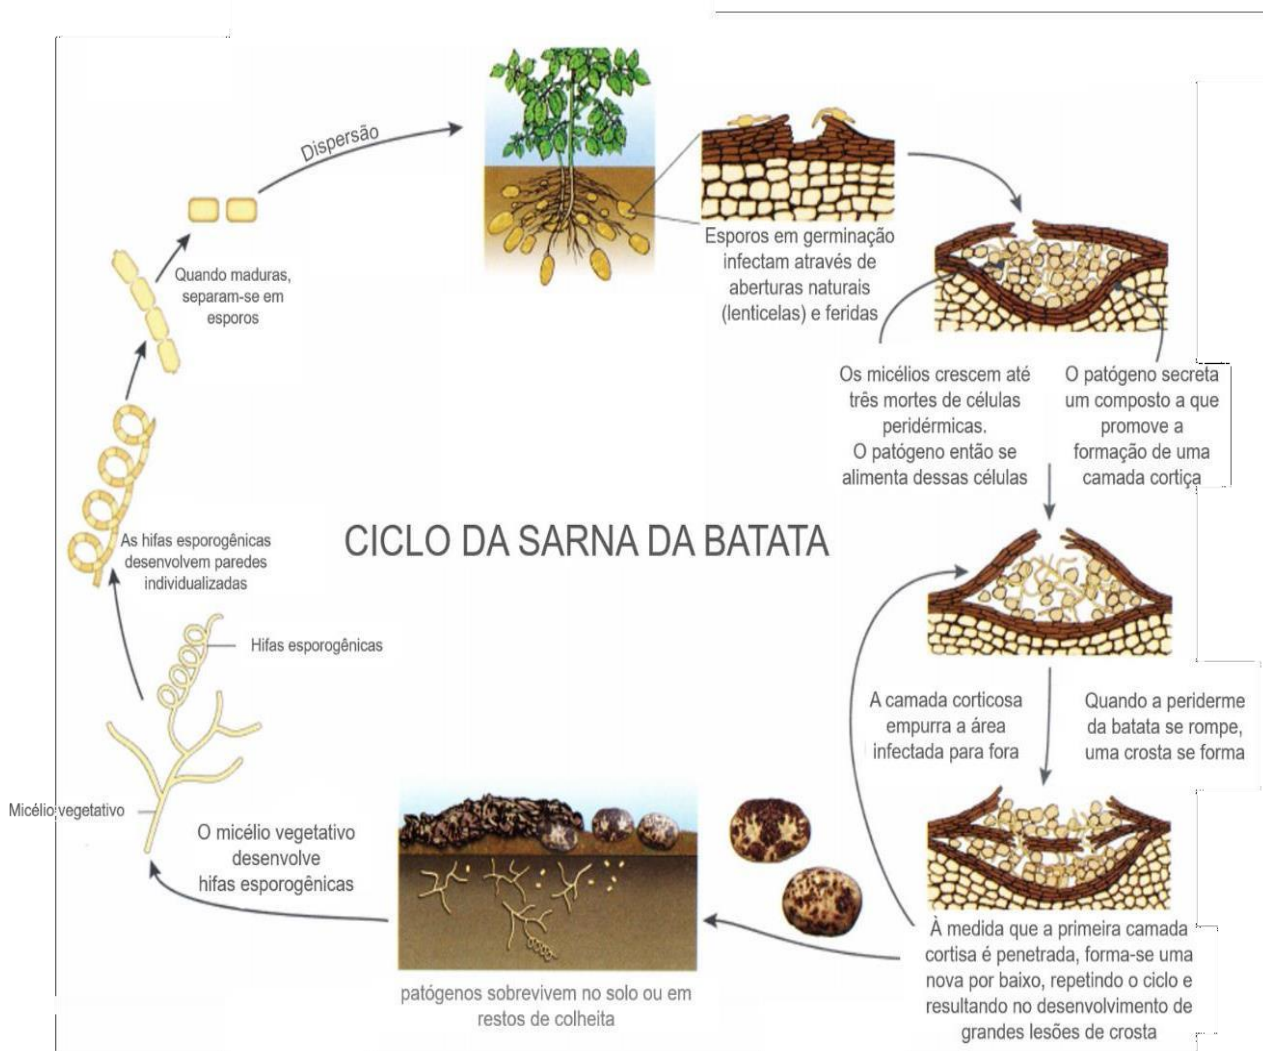 Dispersão
Esporos em germinação
infectam através de
aberturas naturais
(lenticelas) e feridas
Quando maduras,
separam-se em
esporos
Os micélios crescem até
três mortes de células
peridérmicas.
O patógeno então se
alimenta dessas células
O patógeno secreta
um composto a que
promove a
formação de uma
camada cortiça
CICLO DA SARNA DA BATATA
As hifas esporogênicas
desenvolvem paredes
individualizadas
Hifas esporogênicas
A camada corticosa
empurra a área
infectada para fora
Quando a periderme
da batata se rompe,
uma crosta se forma
Micélio vegetativo
O micélio vegetativo
desenvolve
hifas esporogênicas
À medida que a primeira camada
cortisa é penetrada, forma-se uma
nova por baixo, repetindo o ciclo e
resultando no desenvolvimento de
grandes lesões de crosta
patógenos sobrevivem no solo ou em
restos de colheita